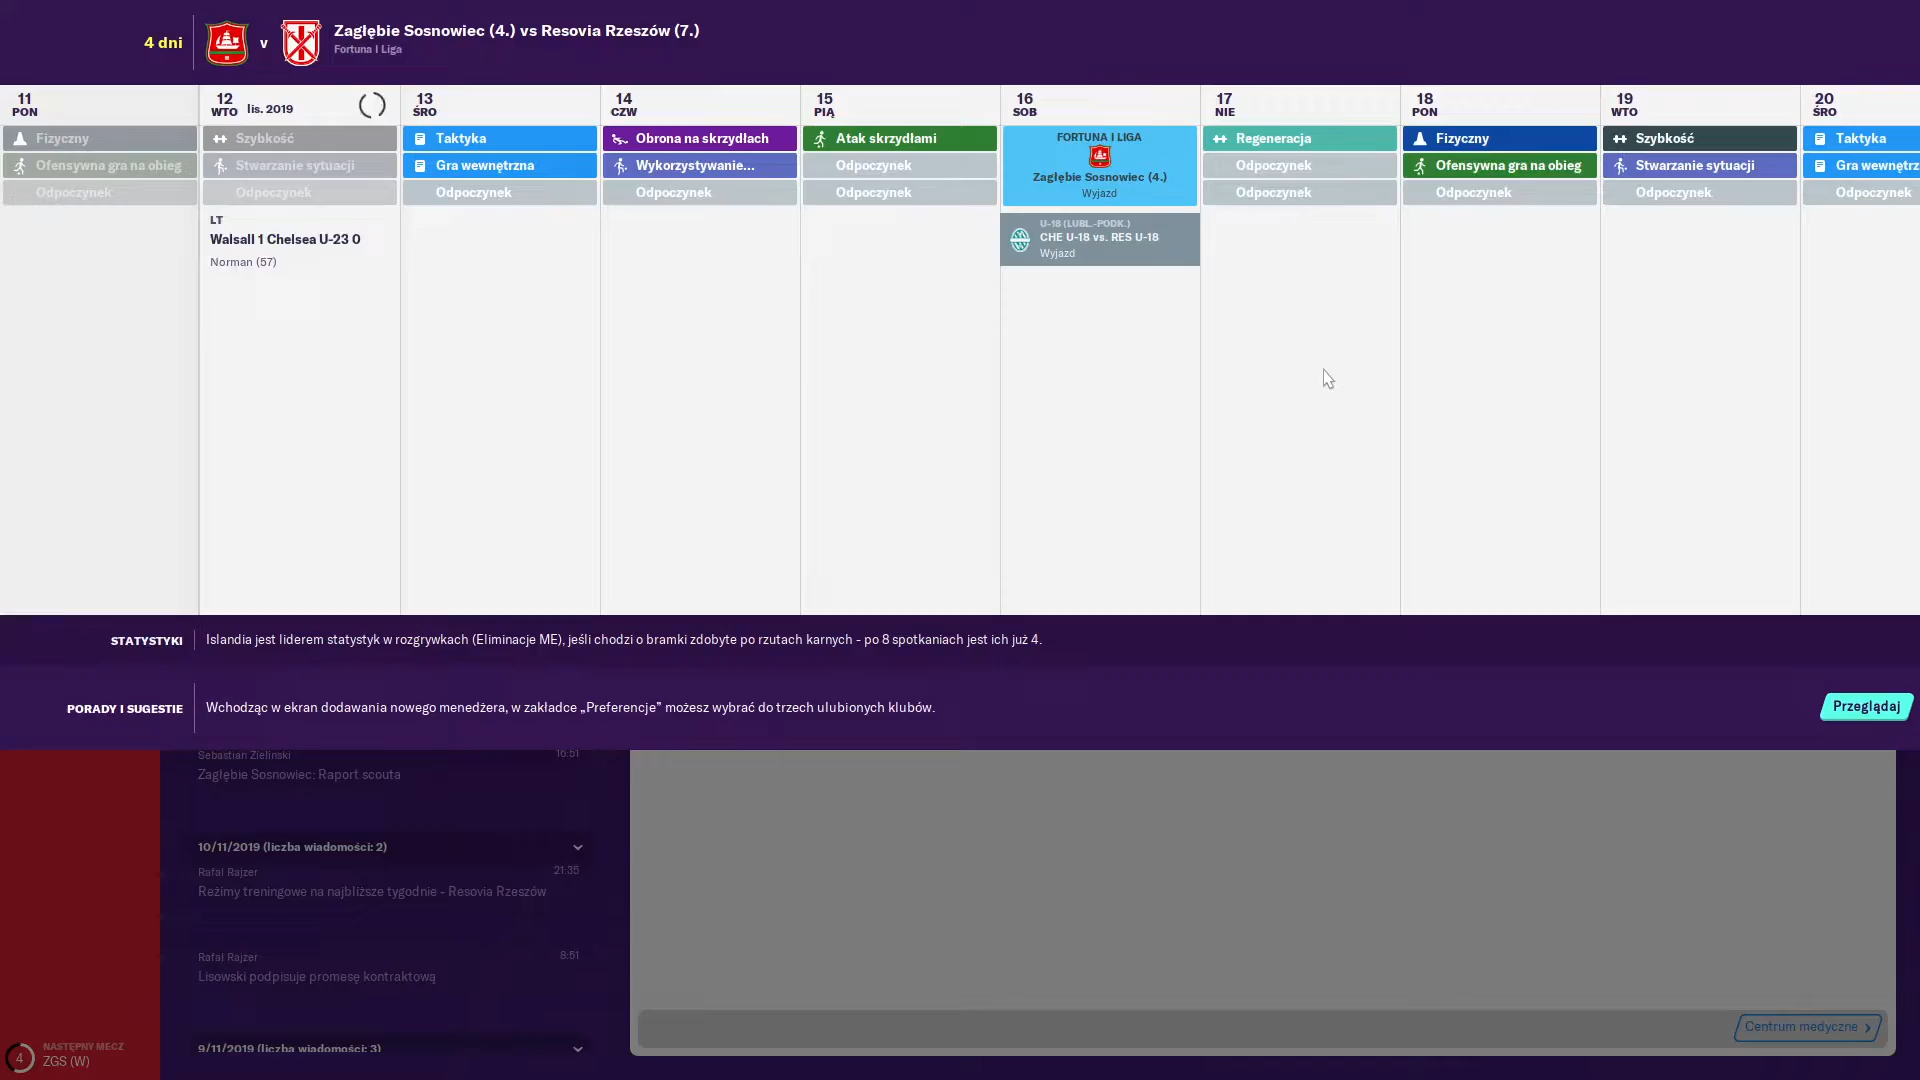 4 dni
v
Zagłębie Sosnowiec (4.) vs Resovia Rzeszów (7.)
Fortuna I Liga
11
PON
Fizyczny
Ofensywna gra na obieg
Odpoczynek
12
WTO lis. 2019
Szybkość
Stwarzanie sytuacji
Odpoczynek
LT
Walsall 1 Chelsea U-23 0
Norman (57)
13
ŚRO
Taktyka
Gra wewnętrzna
Odpoczynek
14
CZW
Obrona na skrzydłach
Wykorzystywanie...
Odpoczynek
15
PIĄ
Atak skrzydłami
Odpoczynek
Odpoczynek
16
SOB
FORTUNA I LIGA
Zagłębie Sosnowiec (4.)
Wyjazd
U-18 (LUBL.-PODK.)
CHE U-18 vs. RES U-18
Wyjazd
17
NIE
Regeneracja
Odpoczynek
Odpoczynek
18
PON
Fizyczny
Ofensywna gra na obieg
Odpoczynek
19
WTO
Szybkość
Stwarzanie sytuacji
Odpoczynek
20
ŚRO
Taktyka
Gra wewnętrz
Odpoczynek
STATYSTYKI
Islandia jest liderem statystyk w rozgrywkach (Eliminacje ME), jeśli chodzi o bramki zdobyte po rzutach karnych - po 8 spotkaniach jest ich już 4.
PORADY I SUGESTIE
Wchodząc w ekran dodawania nowego menedżera, w zakładce „Preferencje” możesz wybrać do trzech ulubionych klubów.
Przeglądaj
Sebastian Zieliński 16:51
Zagłębie Sosnowiec: Raport scouta
10/11/2019 (liczba wiadomości: 2)
Rafał Rajzer 21:35
Reżimy treningowe na najbliższe tygodnie - Resovia Rzeszów
Rafał Rajzer 8:51
Lisowski podpisuje promesę kontraktową
9/11/2019 (liczba wiadomości: 3)
4
NASTĘPNY MECZ
ZGS (W)
Centrum medyczne